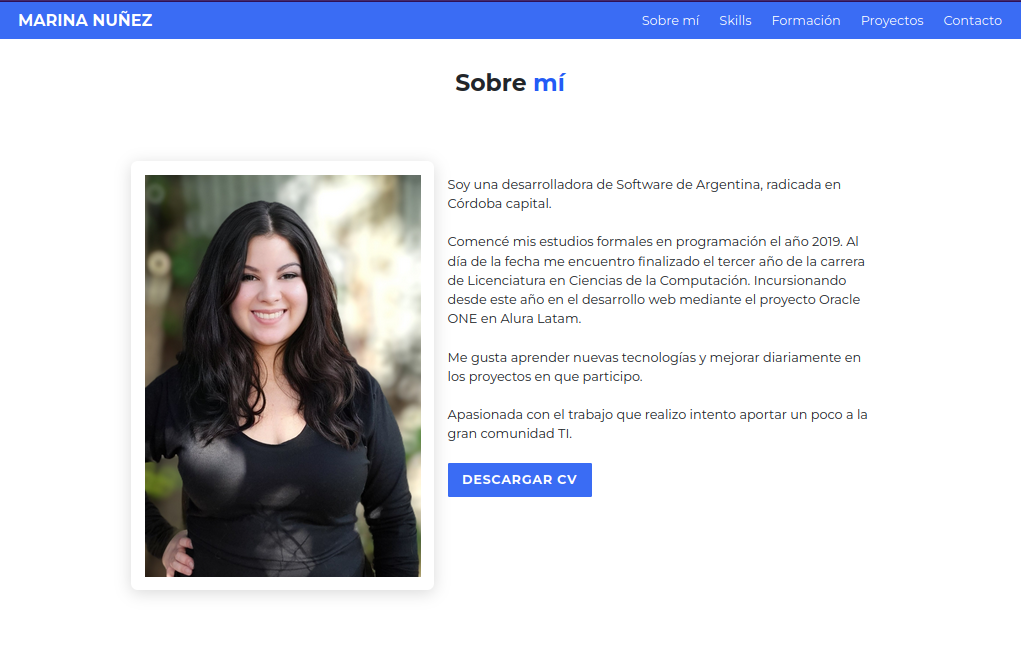 MARINA NUÑEZ
Sobre mí Skills Formación Proyectos Contacto
Sobre mí
Soy una desarrolladora de Software de Argentina, radicada en
Córdoba capital.
Comencé mis estudios formales en programación el año 2019. Al
día de la fecha me encuentro finalizado el tercer año de la carrera
de Licenciatura en Ciencias de la Computación. Incursionando
desde este año en el desarrollo web mediante el proyecto Oracle
ONE en Alura Latam.
Me gusta aprender nuevas tecnologías y mejorar diariamente en
los proyectos en que participo.
Apasionada con el trabajo que realizo intento aportar un poco a la
gran comunidad TI.
DESCARGAR CV